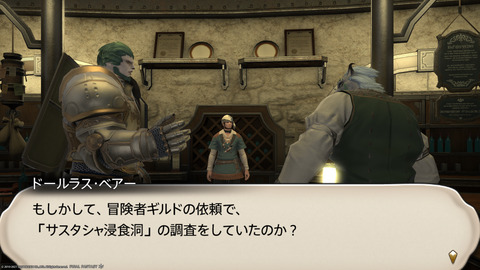 ドールラス・ベアー
もしかして、冒険者ギルドの依頼で、
「サスタシャ浸食洞」の調査をしていたのか？